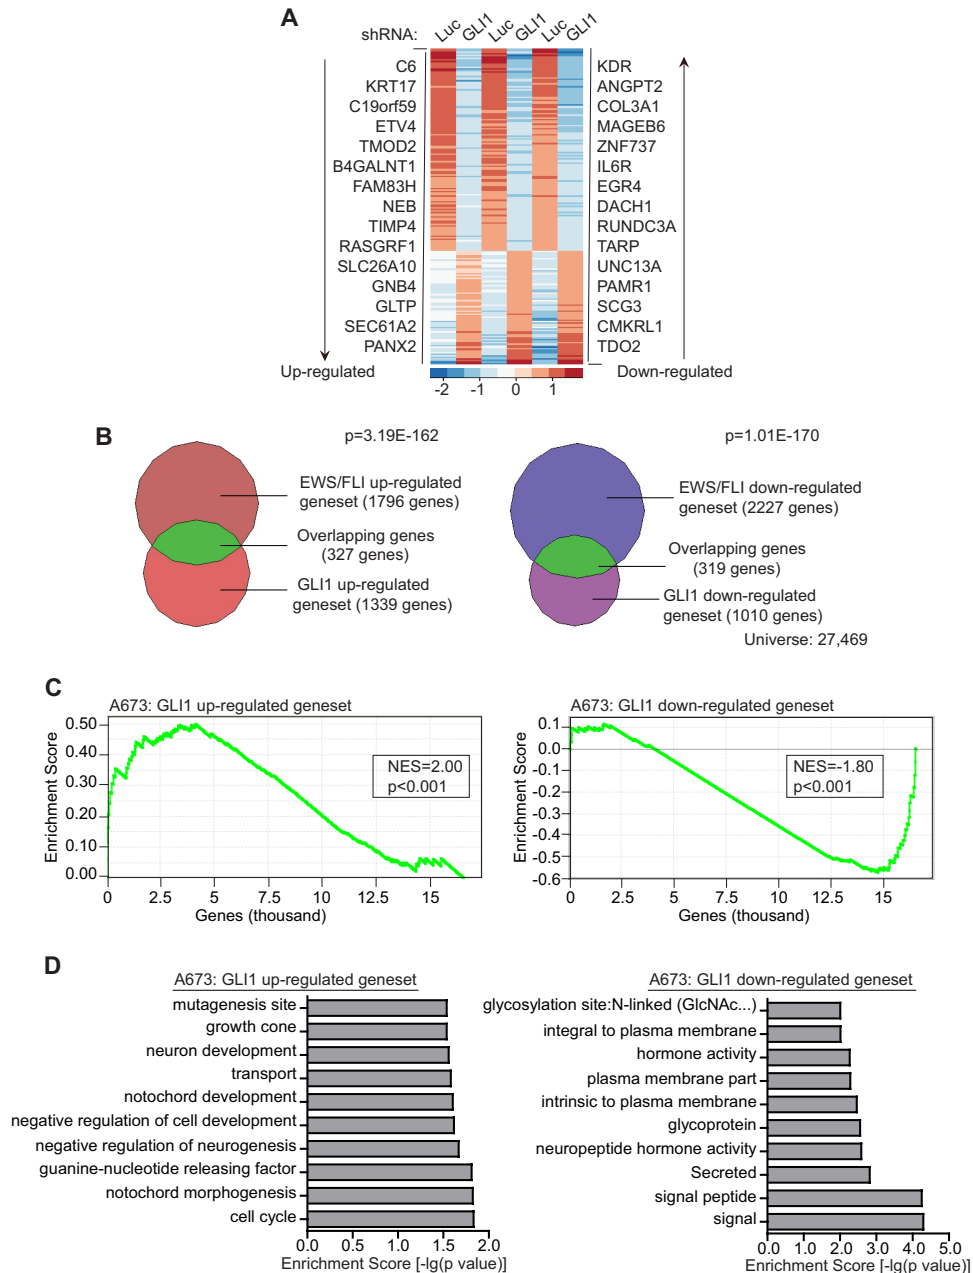 A
shRNA: Luc GLI1 Luc GLI1 Luc GLI1
C6
KRT17
C19orf59
ETV4
TMOD2
B4GALNT1
FAM83H
NEB
TIMP4
RASGRF1
SLC26A10
GNB4
GLTP
SEC61A2
PANX2
Up-regulated
KDR
ANGPT2
COL3A1
MAGEB6
ZNF737
IL6R
EGR4
DACH1
RUNDC3A
TARP
UNC13A
PAMR1
SCG3
CMKRL1
TDO2
Down-regulated
-2 -1 0 1
B
p=3.19E-162
EWS/FLI up-regulated
geneset (1796 genes)
Overlapping genes
(327 genes)
GLI1 up-regulated
geneset (1339 genes)
p=1.01E-170
EWS/FLI down-regulated
geneset (2227 genes)
Overlapping genes
(319 genes)
GLI1 down-regulated
geneset (1010 genes)
Universe: 27,469
C
A673: GLI1 up-regulated geneset
Enrichment Score
0.50
0.40
0.30
0.20
0.00
NES=2.00
p<0.001
0 2.5 5 7.5 10 12.5 15
Genes (thousand)
A673: GLI1 down-regulated geneset
Enrichment Score
0.1
0.0
-0.1
-0.2
-0.3
-0.4
-0.5
-0.6
NES=-1.80
p<0.001
0 2.5 5 7.5 10 12.5 15
Genes (thousand)
D
A673: GLI1 up-regulated geneset
mutagenesis site
growth cone
neuron development
transport
notochord development
negative regulation of cell development
negative regulation of neurogenesis
guanine-nucleotide releasing factor
notochord morphogenesis
cell cycle
0.0 0.5 1.0 1.5 2.0
Enrichment Score [-lg(p value)]
A673: GLI1 down-regulated geneset
glycosylation site:N-linked (GlcNAc...)
integral to plasma membrane
hormone activity
plasma membrane part
intrinsic to plasma membrane
glycoprotein
neuropeptide hormone activity
Secreted
signal peptide
signal
0.0 1.0 2.0 3.0 4.0 5.0
Enrichment Score [-lg(p value)]